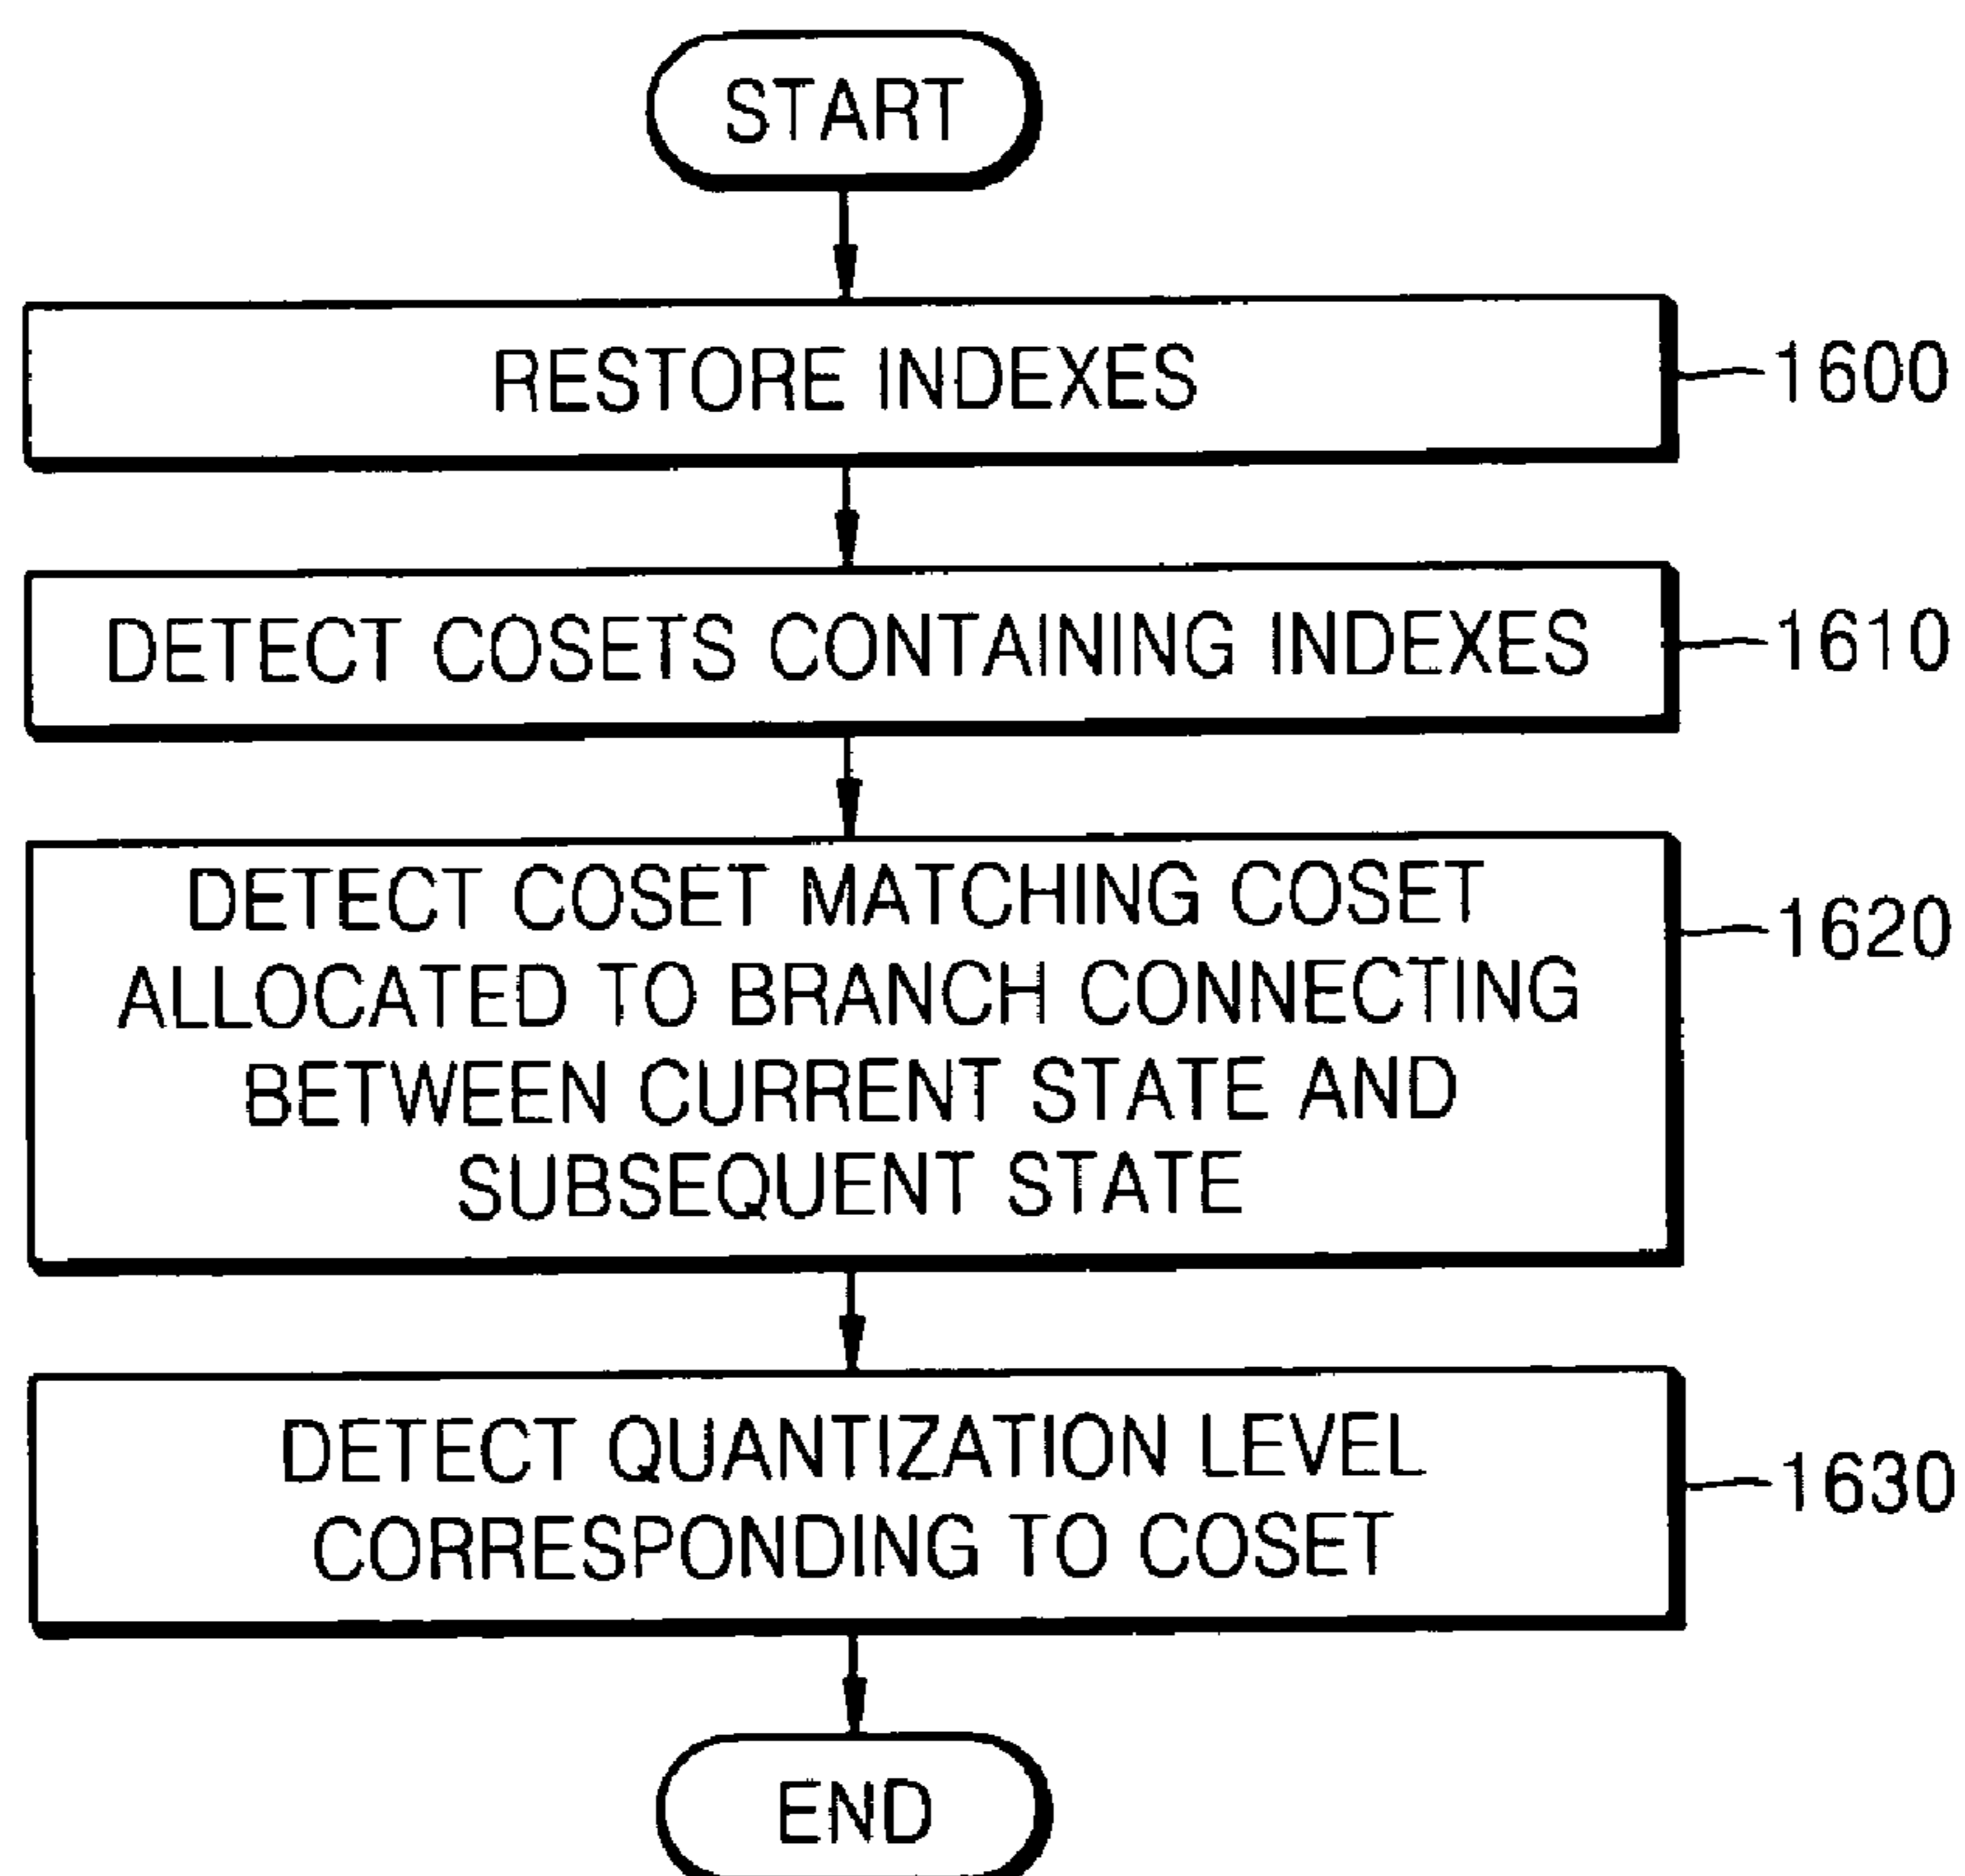 START
RESTORE INDEXES
1600
DETECT COSETS CONTAINING INDEXES
1610
DETECT COSET MATCHING COSET
ALLOCATED TO BRANCH CONNECTING
BETWEEN CURRENT STATE AND
SUBSEQUENT STATE
1620
DETECT QUANTIZATION LEVEL
CORRESPONDING TO COSET
1630
END